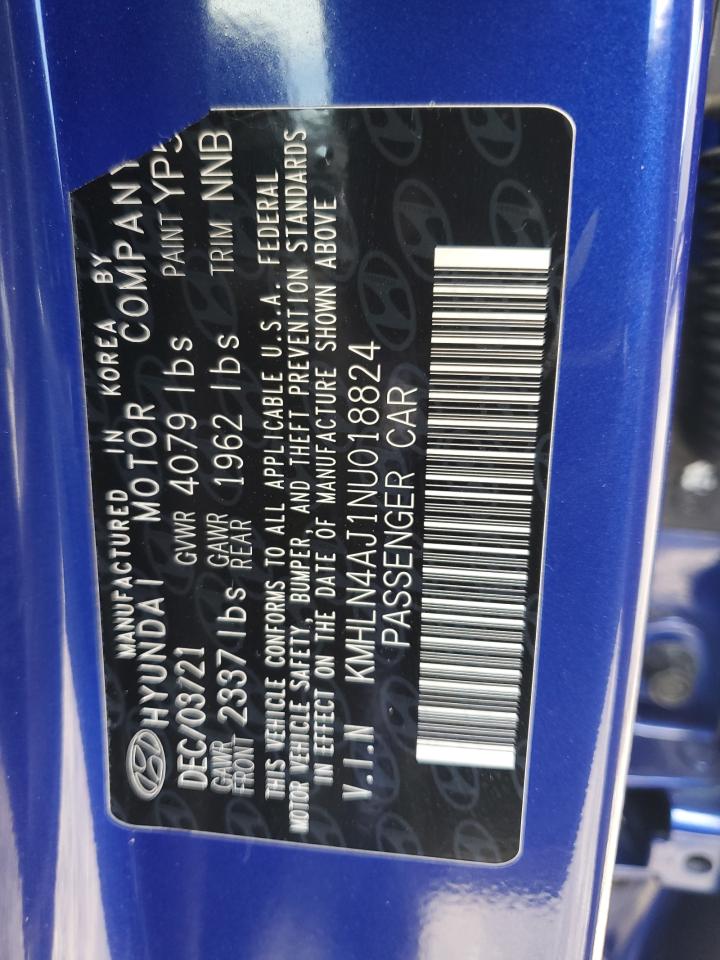 MANUFACTURED IN KOREA BY
HYUNDAI MOTOR COMPANY
DEC/03/21 GVWR 4079 lbs PAINT
GAWR FRONT 2337 lbs GAWR REAR 1962 lbs TRIM NNB
THIS VEHICLE CONFORMS TO ALL APPLICABLE U.S.A. FEDERAL
MOTOR VEHICLE SAFETY, BUMPER, AND THEFT PREVENTION STANDARDS
IN EFFECT ON THE DATE OF MANUFACTURE SHOWN ABOVE
V.I.N KMHLN4AJ1NU018824
PASSENGER CAR